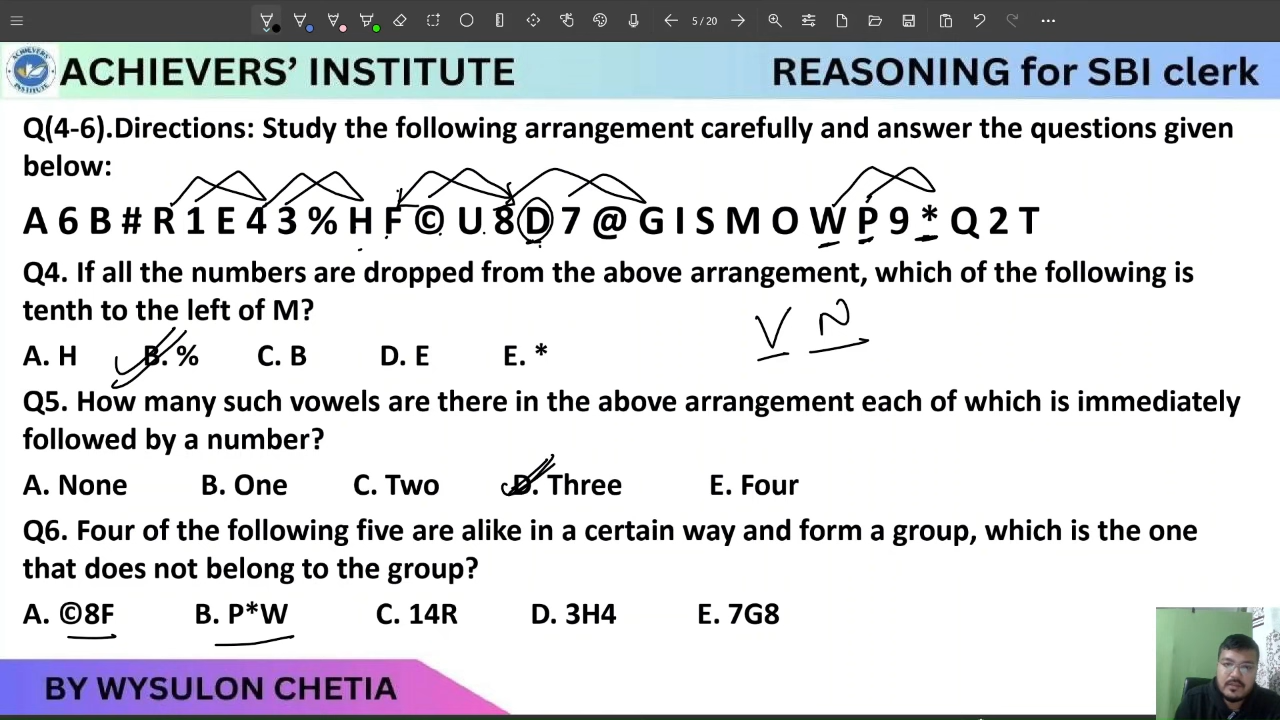 5 / 20
ACHIEVERS' INSTITUTE REASONING for SBI clerk
Q(4-6).Directions: Study the following arrangement carefully and answer the questions given
below:
A 6 B # R 1 E 4 3 % H F © U 8 D 7 @ G I S M O W P 9 * Q 2 T
Q4. If all the numbers are dropped from the above arrangement, which of the following is
tenth to the left of M?
V N
A. H B. % C. B D. E E. *
Q5. How many such vowels are there in the above arrangement each of which is immediately
followed by a number?
A. None B. One C. Two D. Three E. Four
Q6. Four of the following five are alike in a certain way and form a group, which is the one
that does not belong to the group?
A. ©8F B. P*W C. 14R D. 3H4 E. 7G8
BY WYSULON CHETIA